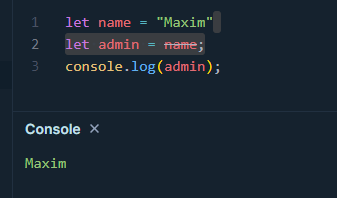 1 let name = "Maxim"
2 let admin = name;
3 console.log(admin);
Console ×
Maxim